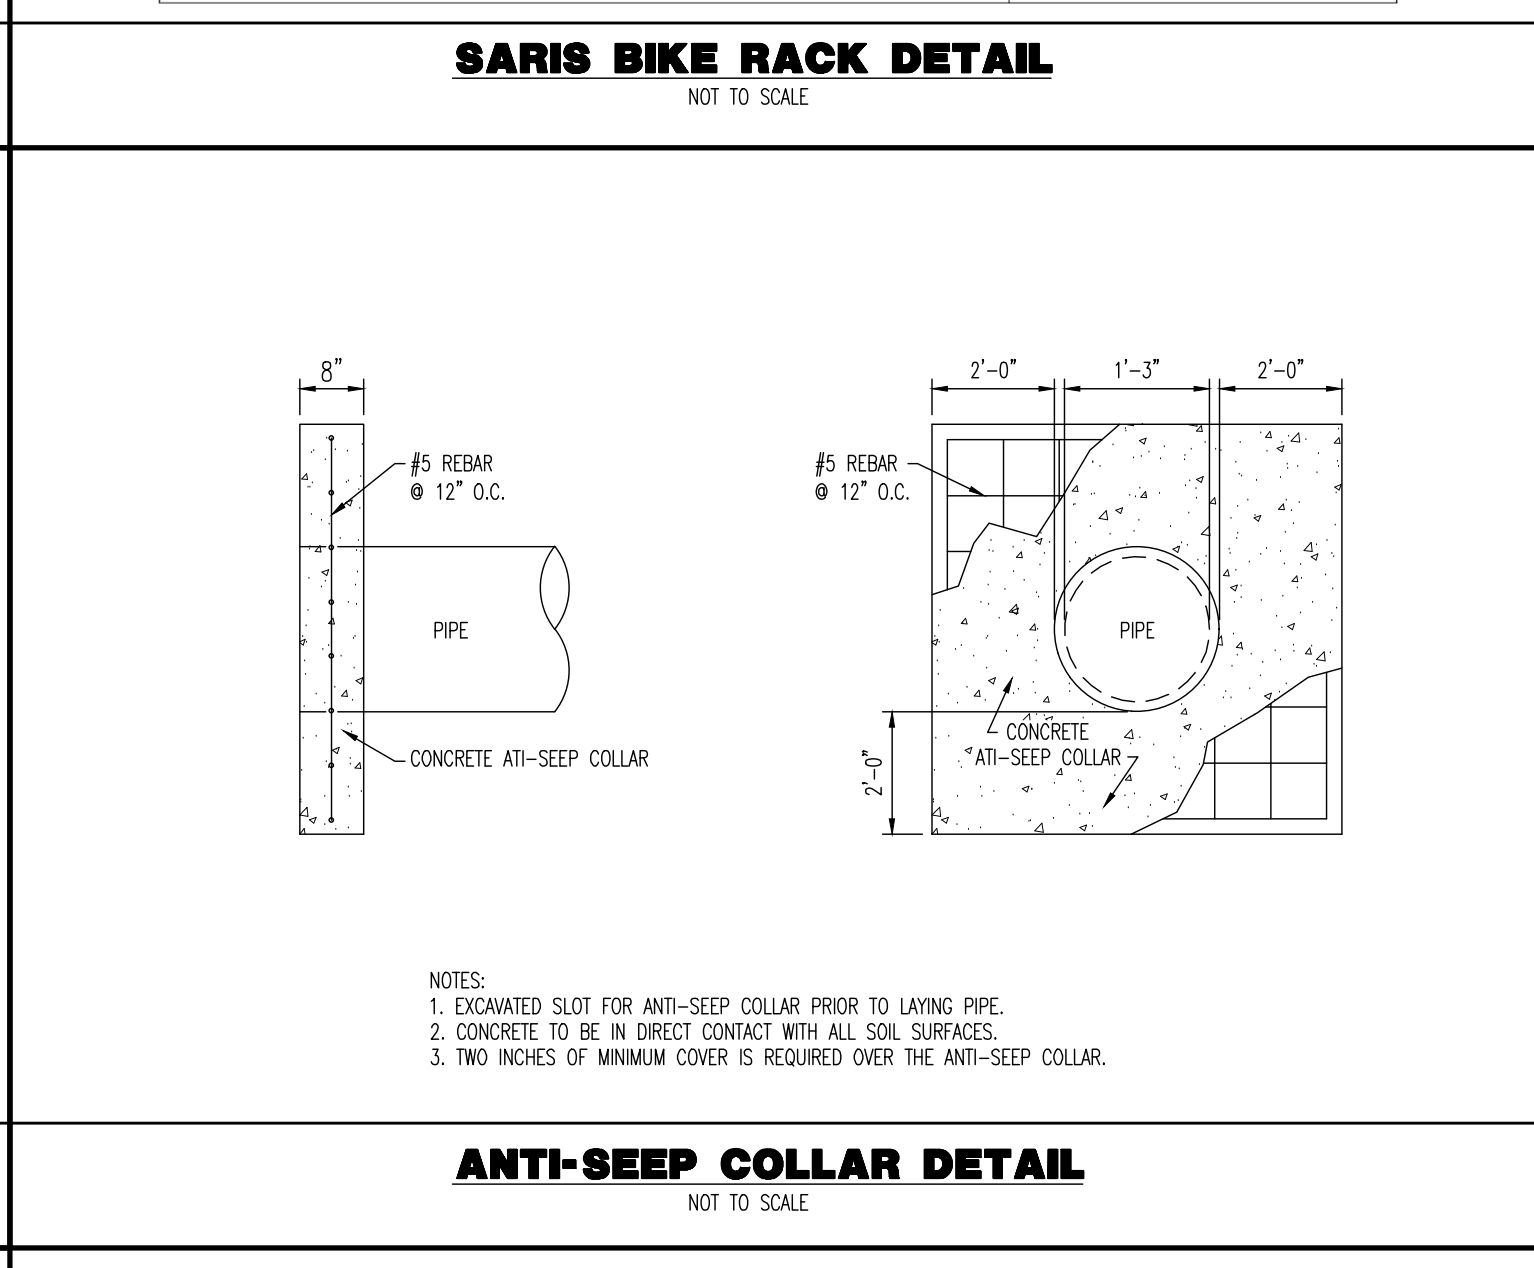 SARIS BIKE RACK DETAIL
NOT TO SCALE
8"
#5 REBAR
@ 12" O.C.
PIPE
CONCRETE ATI-SEEP COLLAR
2'-0"
1'-3"
2'-0"
#5 REBAR
@ 12" O.C.
PIPE
CONCRETE
ATI-SEEP COLLAR
2'-0"
NOTES:
1. EXCAVATED SLOT FOR ANTI-SEEP COLLAR PRIOR TO LAYING PIPE.
2. CONCRETE TO BE IN DIRECT CONTACT WITH ALL SOIL SURFACES.
3. TWO INCHES OF MINIMUM COVER IS REQUIRED OVER THE ANTI-SEEP COLLAR.
ANTI-SEEP COLLAR DETAIL
NOT TO SCALE